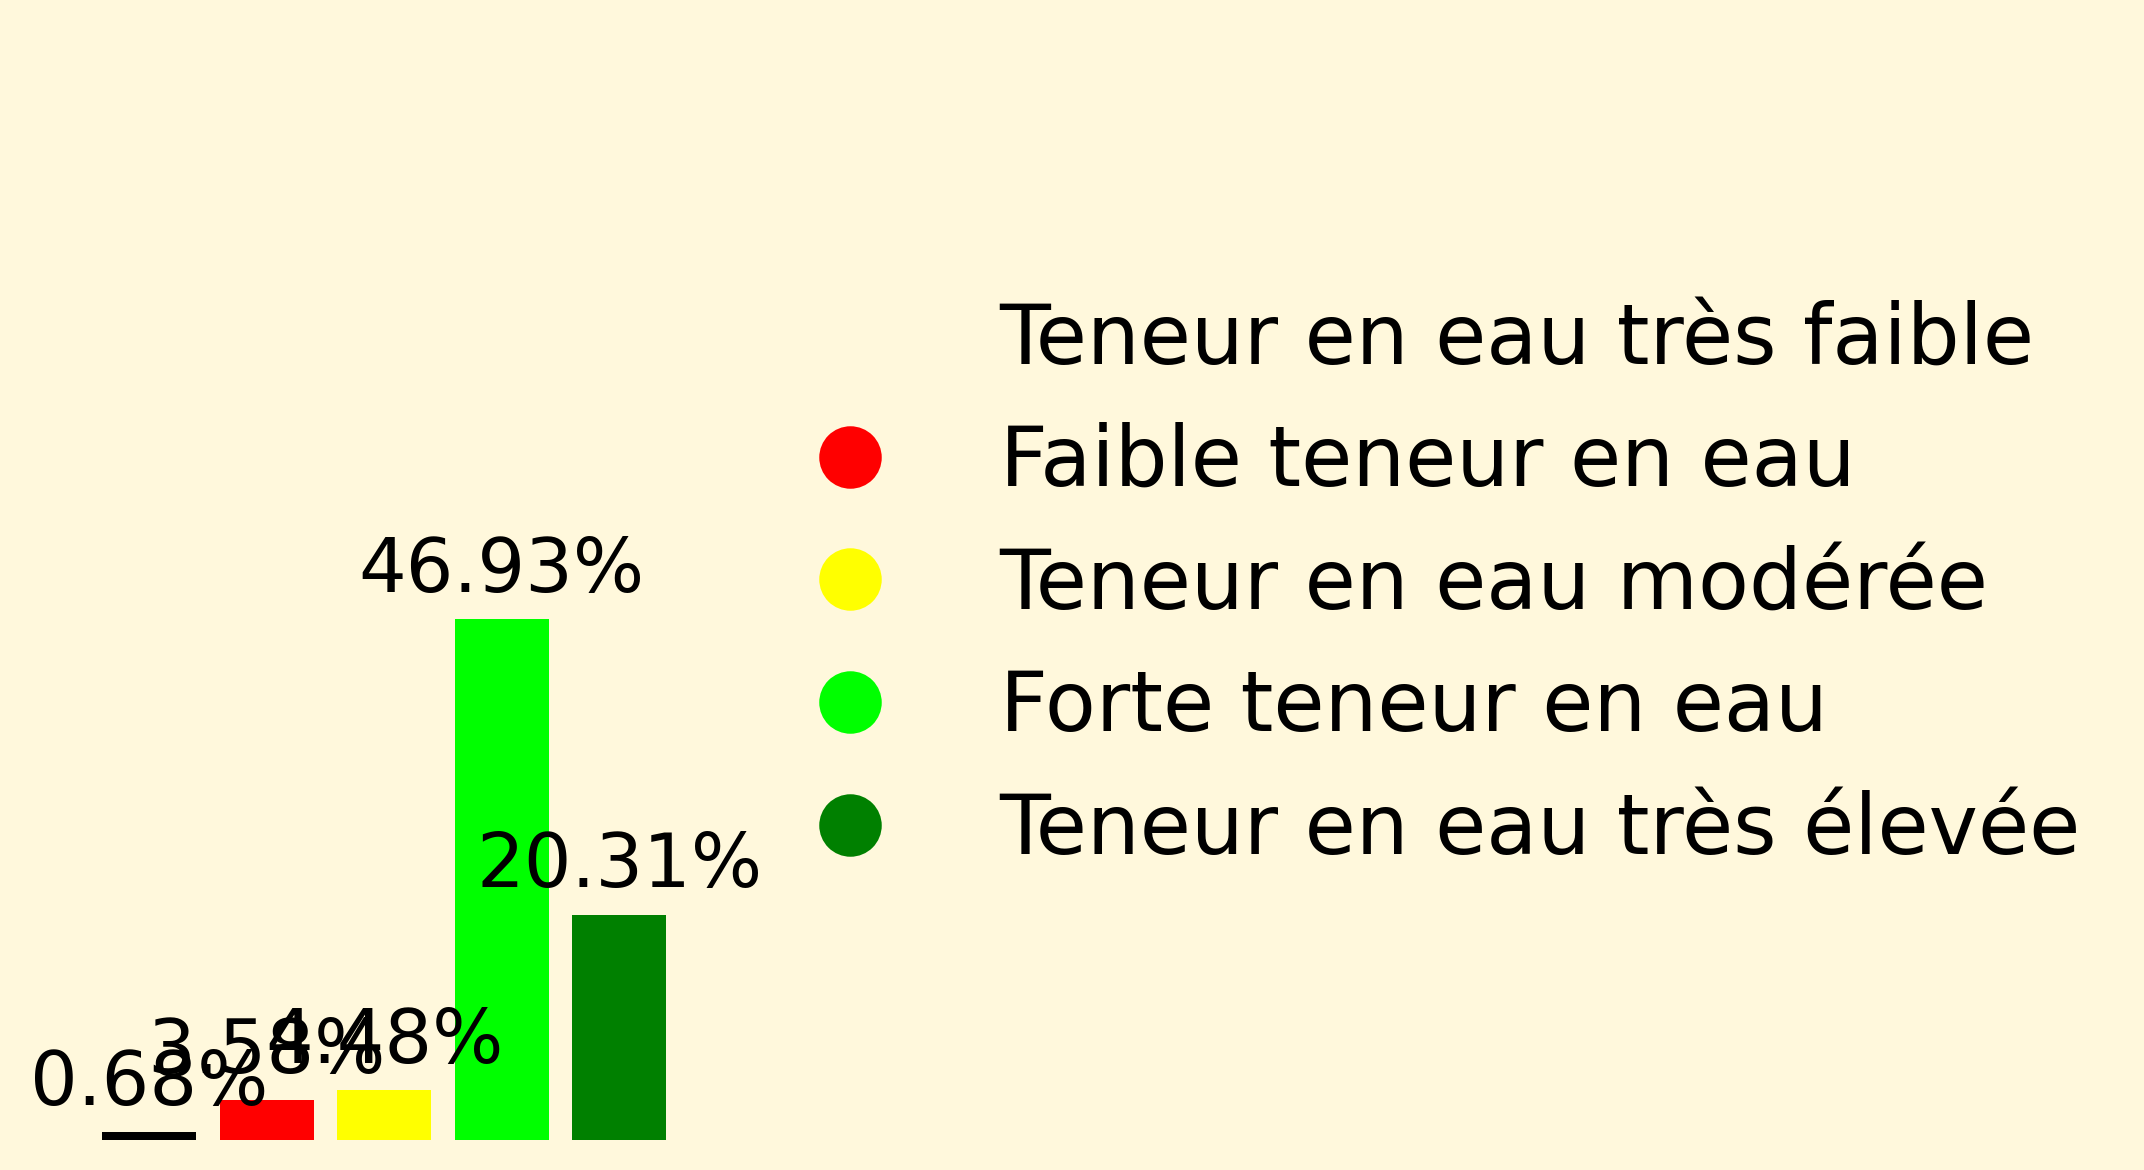 Teneur en eau très faible
Faible teneur en eau
46.93%
Teneur en eau modérée
Forte teneur en eau
20.31%
Teneur en eau très élevée
4.48%
3.58%
0.68%